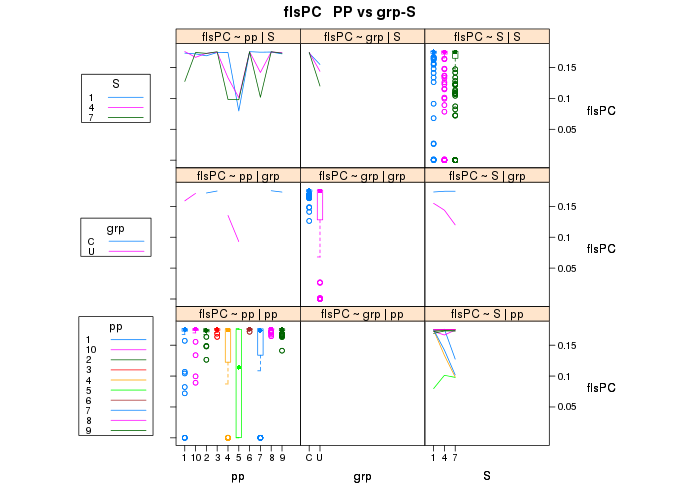 flsPC PP vs grp-S
flsPC ~ pp | S
flsPC ~ grp | S
flsPC ~ S | S
S
1
4
7
0.15
0.1
0.05
flsPC
flsPC ~ pp | grp
flsPC ~ grp | grp
flsPC ~ S | grp
grp
C
U
0.15
0.1
0.05
flsPC
flsPC ~ pp | pp
flsPC ~ grp | pp
flsPC ~ S | pp
pp
1
10
2
3
4
5
6
7
8
9
0.15
0.1
0.05
flsPC
1 10 2 3 4 5 6 7 8 9
C U
1 4 7
pp
grp
S